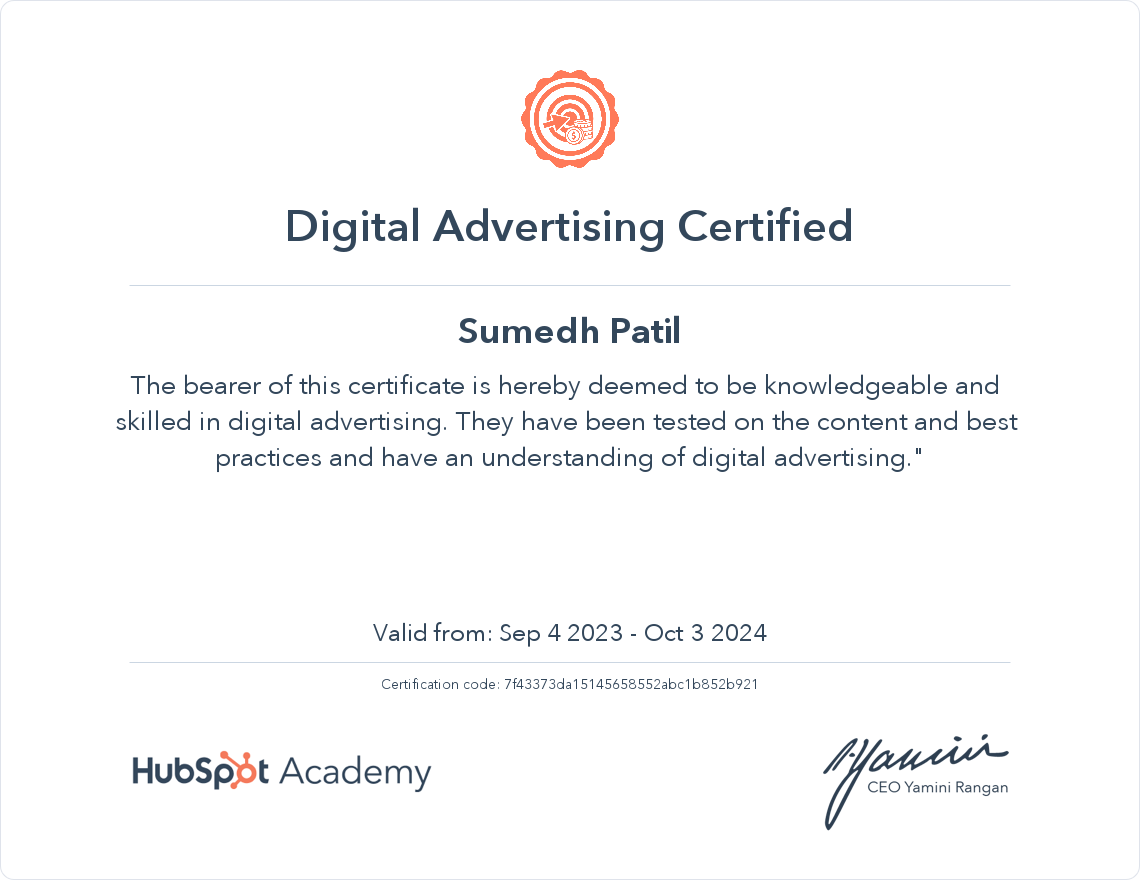 Digital Advertising Certified
Sumedh Patil
The bearer of this certificate is hereby deemed to be knowledgeable and
skilled in digital advertising. They have been tested on the content and best
practices and have an understanding of digital advertising."
Valid from: Sep 4 2023 - Oct 3 2024
Certification code: 7f43373da15145658552abc1b852b921
HubSpot Academy
CEO Yamini Rangan